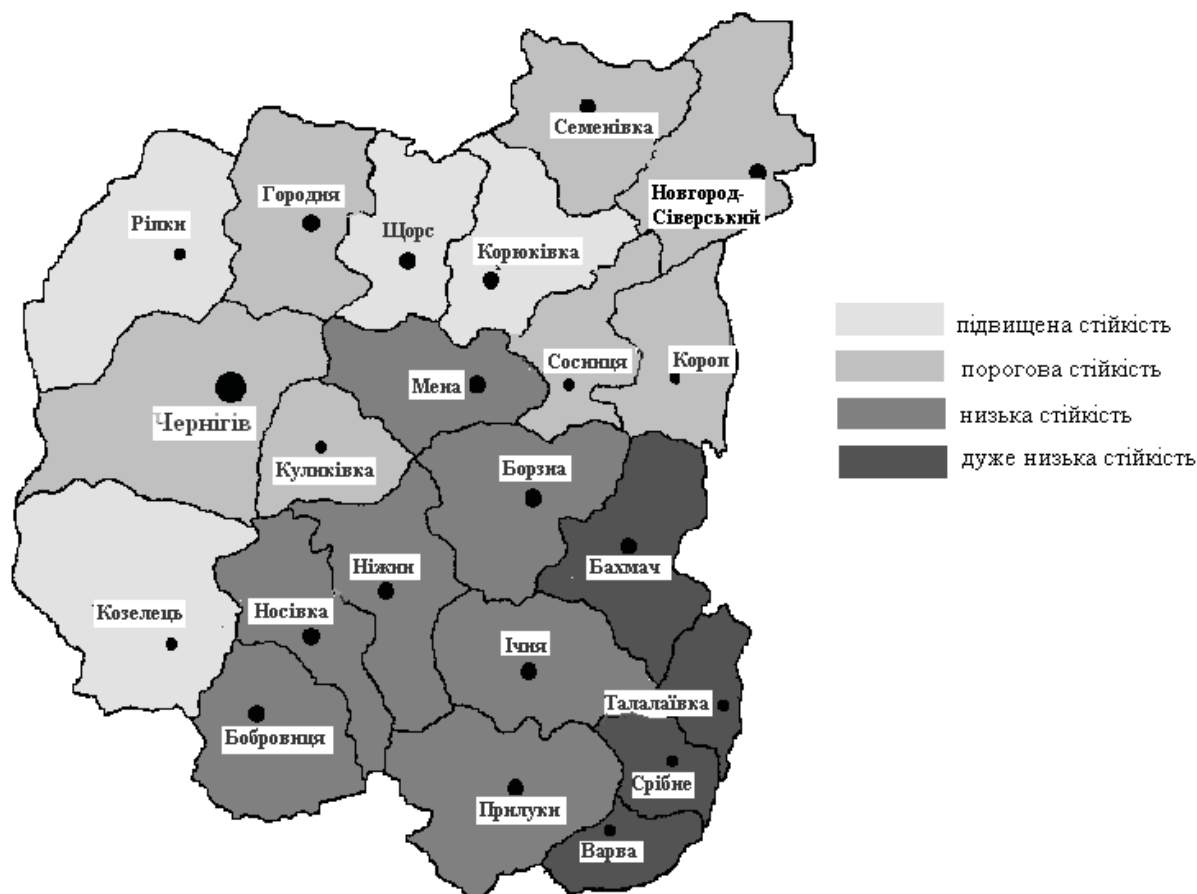 Семенівка
Новгород-
Сіверський
Городня
Ріпки
Щорс
Корюківка
Сосниця
Короп
Мена
Чернігів
Куликівка
Борзна
Бахмач
Ніжин
Носівка
Козелець
Ічня
Талалаївка
Бобровиця
Срібне
Прилуки
Варва
підвищена стійкість
порогова стійкість
низька стійкість
дуже низька стійкість